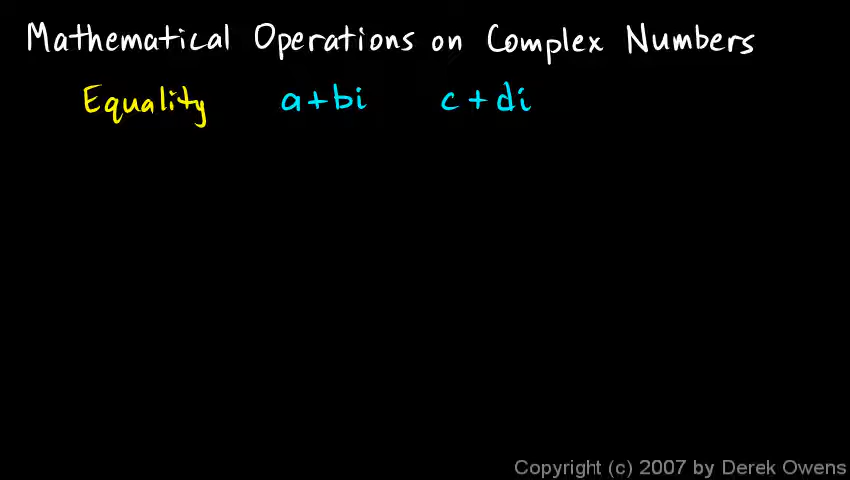 Mathematical Operations on Complex Numbers
Equality a+bi c+di
Copyright (c) 2007 by Derek Owens